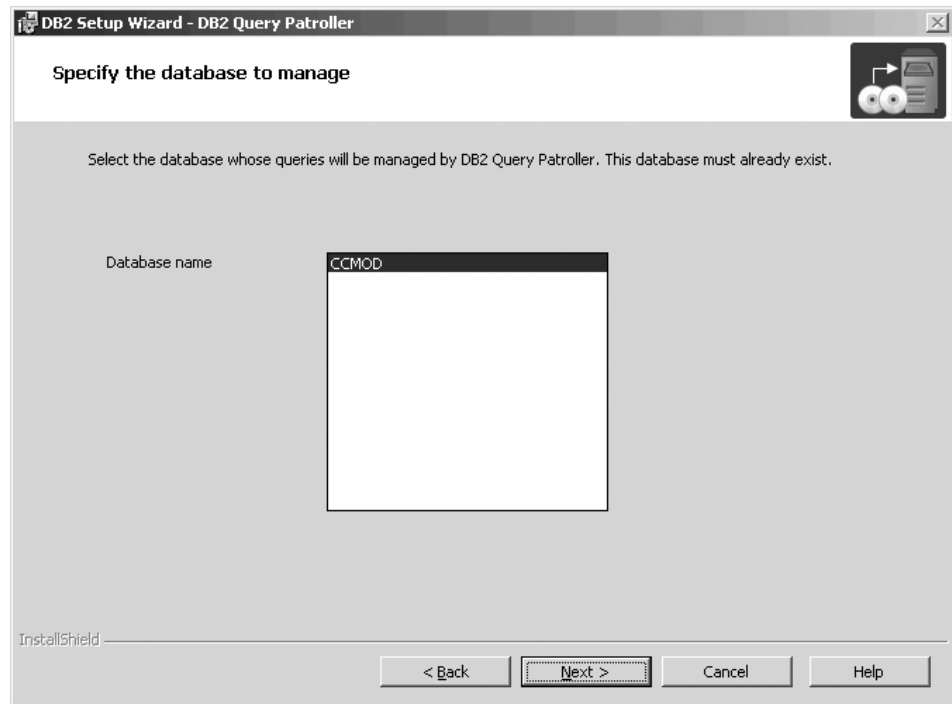 DB2 Setup Wizard - DB2 Query Patroller
Specify the database to manage
Select the database whose queries will be managed by DB2 Query Patroller. This database must already exist.
Database name
CCMOD
InstallShield
< Back
Next >
Cancel
Help